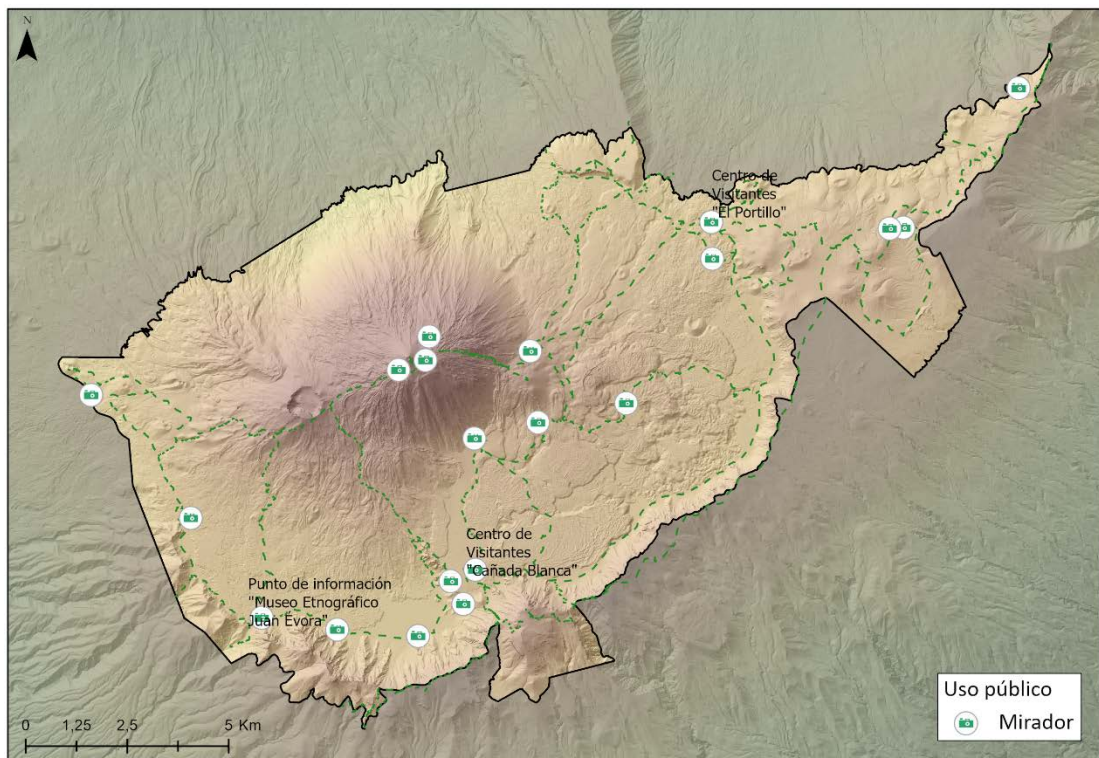 N
Centro de
Visitantes
"El Portillo"
Centro de
Visitantes
"Cañada Blanca"
Punto de información
"Museo Etnográfico
Juan Évora"
0 1,25 2,5 5 Km
Uso público
Mirador